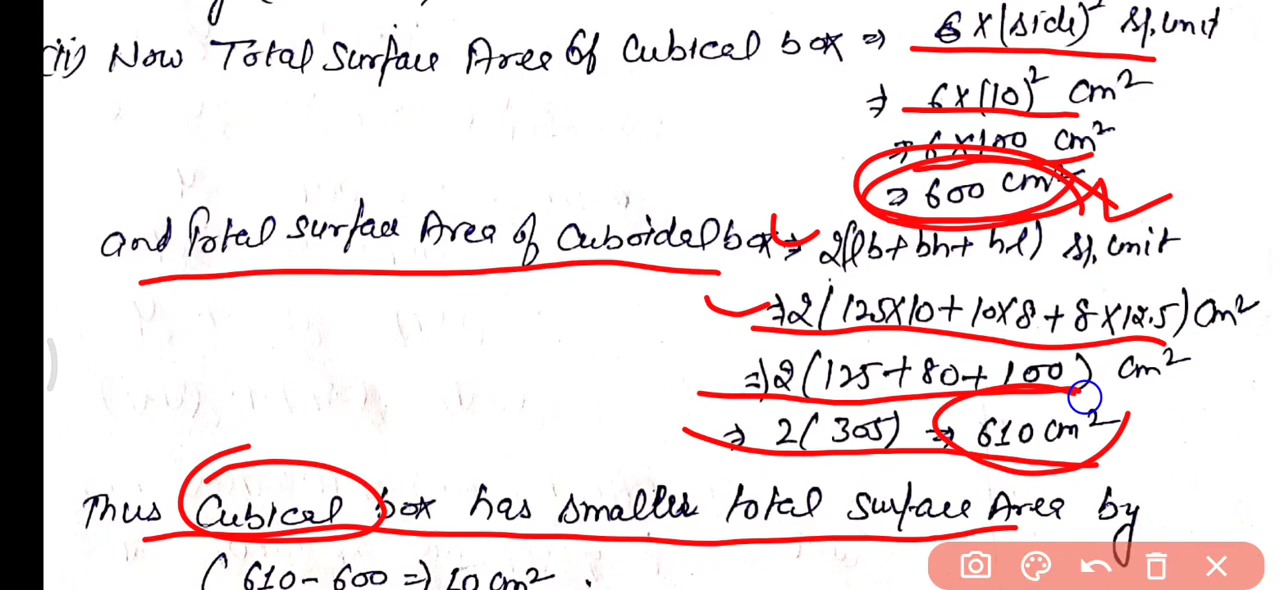 (ii) Now Total Surface Area of Cubical box ⇒ 6×(side)² sq.unit
⇒ 6×(10)² cm²
⇒ 6×100 cm²
⇒ 600 cm²
and Total Surface Area of Cuboidal box ⇒ 2(lb+bh+hl) sq.unit
⇒ 2(125×10+10×8+8×12.5) cm²
⇒ 2(125+80+100) cm²
⇒ 2(305) ⇒ 610 cm²
Thus Cubical box has smaller total surface Area by
(610-600 ⇒ 10 cm².